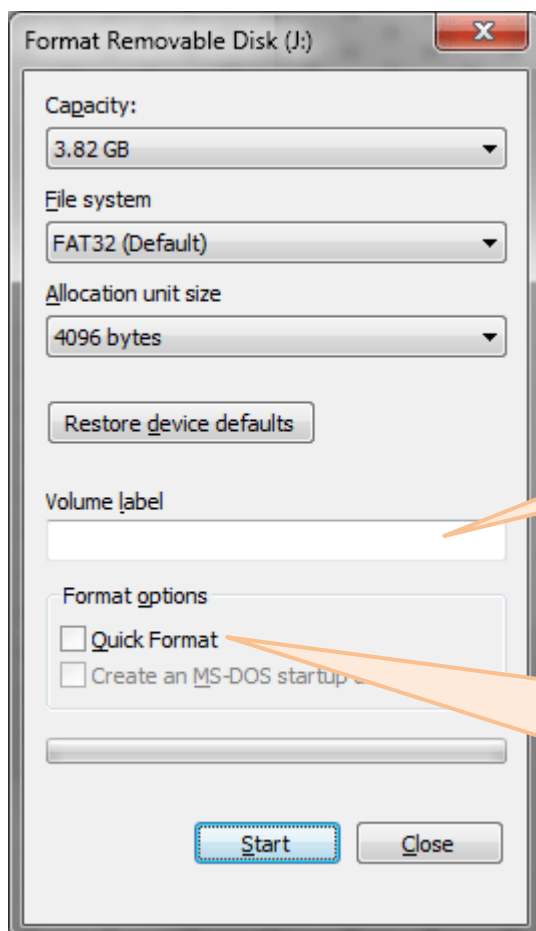 Format Removable Disk (J:)
Capacity:
3.82 GB
File system
FAT32 (Default)
Allocation unit size
4096 bytes
Restore device defaults
Volume label
Format options
Quick Format
Create an MS-DOS startup
Start
Close